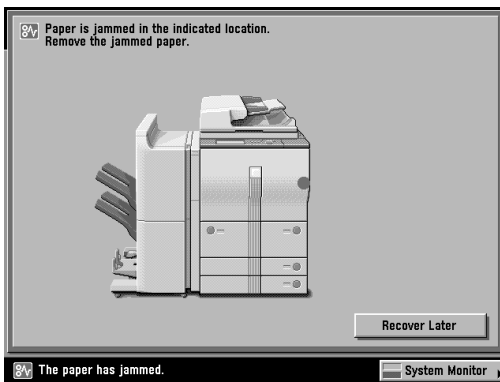 Paper is jammed in the indicated location.
Remove the jammed paper.
Recover Later
The paper has jammed.
System Monitor